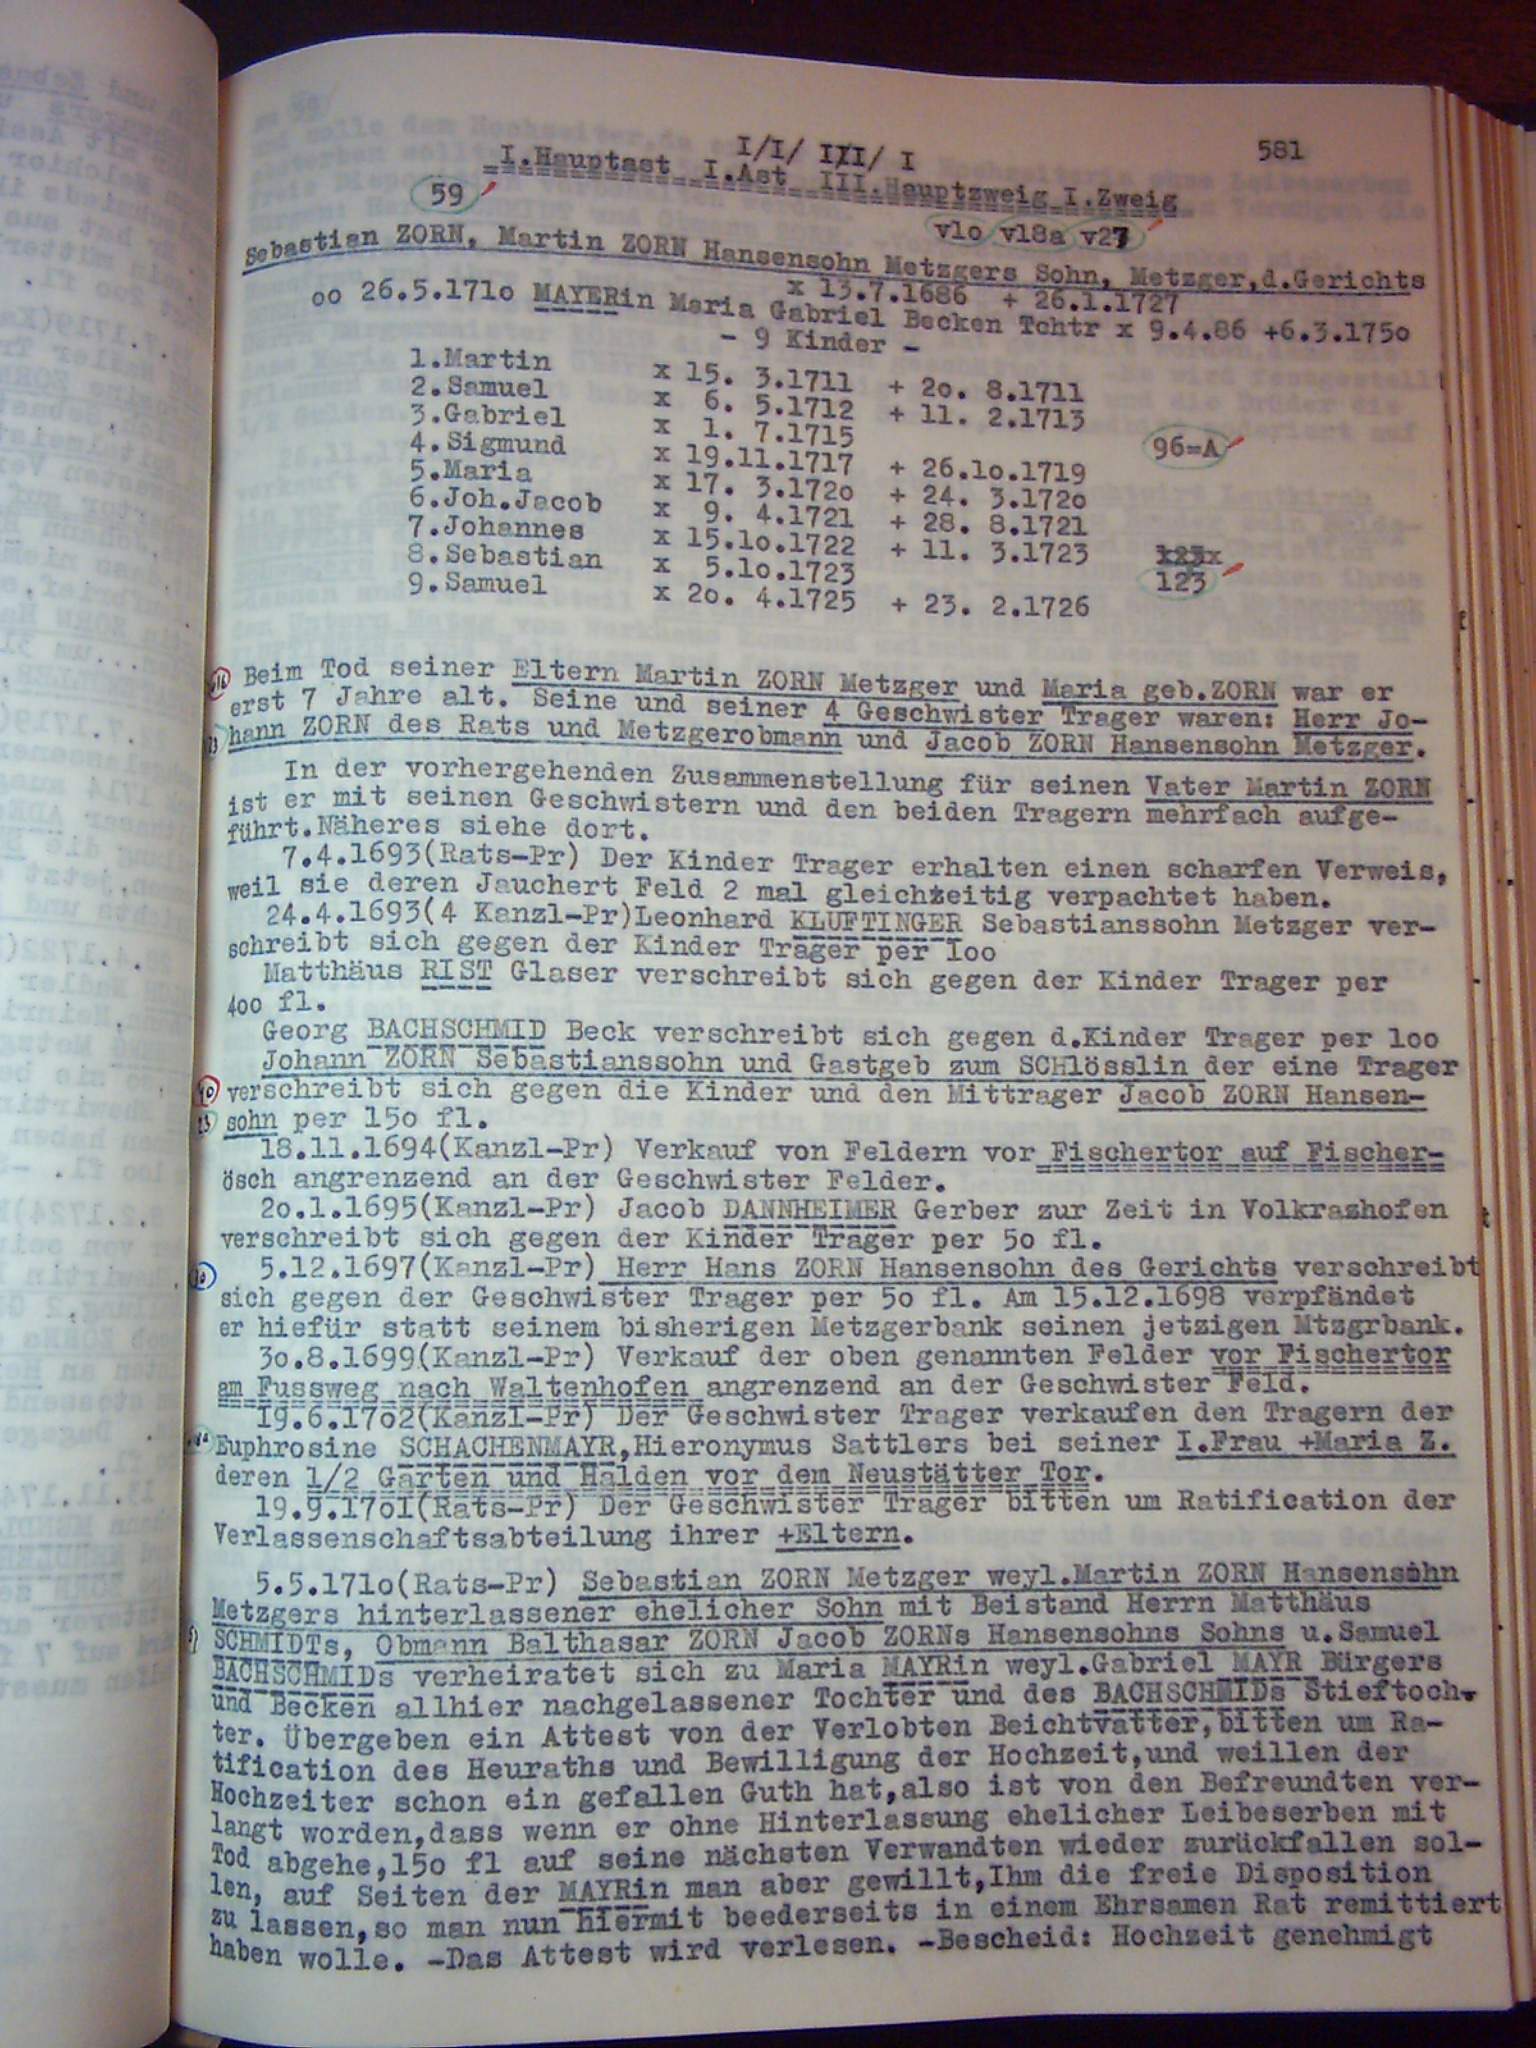 581
I/I/ III/ I
I.Hauptast I.Ast III.Hauptzweig I.Zweig
59
v1o v18a v27
Sebastian ZORN, Martin ZORN Hansensohn Metzgers Sohn, Metzger,d.Gerichts
x 13.7.1686 + 26.1.1727
oo 26.5.171o MAYERin Maria Gabriel Becken Tchtr x 9.4.86 +6.3.175o
- 9 Kinder -
1.Martin x 15. 3.1711 + 2o. 8.1711
2.Samuel x 6. 5.1712 + 11. 2.1713
3.Gabriel x 1. 7.1715 96=A
4.Sigmund x 19.11.1717 + 26.1o.1719
5.Maria x 17. 3.172o + 24. 3.172o
6.Joh.Jacob x 9. 4.1721 + 28. 8.1721
7.Johannes x 15.1o.1722 + 11. 3.1723
8.Sebastian x 5.1o.1723 123
9.Samuel x 2o. 4.1725 + 23. 2.1726
Beim Tod seiner Eltern Martin ZORN Metzger und Maria geb.ZORN war er
erst 7 Jahre alt. Seine und seiner 4 Geschwister Trager waren: Herr Jo-
hann ZORN des Rats und Metzgerobmann und Jacob ZORN Hansensohn Metzger.
In der vorhergehenden Zusammenstellung für seinen Vater Martin ZORN
ist er mit seinen Geschwistern und den beiden Tragern mehrfach aufge-
führt.Näheres siehe dort.
7.4.1693(Rats-Pr) Der Kinder Trager erhalten einen scharfen Verweis,
weil sie deren Jauchert Feld 2 mal gleichzeitig verpachtet haben.
24.4.1693(4 Kanzl-Pr)Leonhard KLUFTINGER Sebastianssohn Metzger ver-
schreibt sich gegen der Kinder Trager per 1oo
Matthäus RIST Glaser verschreibt sich gegen der Kinder Trager per
4oo fl.
Georg BACHSCHMID Beck verschreibt sich gegen d.Kinder Trager per 1oo
Johann ZORN Sebastianssohn und Gastgeb zum SCHlösslin der eine Trager
verschreibt sich gegen die Kinder und den Mittrager Jacob ZORN Hansen-
sohn per 15o fl.
18.11.1694(Kanzl-Pr) Verkauf von Feldern vor Fischertor auf Fischer-
ösch angrenzend an der Geschwister Felder.
2o.1.1695(Kanzl-Pr) Jacob DANNHEIMER Gerber zur Zeit in Volkrazhofen
verschreibt sich gegen der Kinder Trager per 5o fl.
5.12.1697(Kanzl-Pr) Herr Hans ZORN Hansensohn des Gerichts verschreibt
sich gegen der Geschwister Trager per 5o fl. Am 15.12.1698 verpfändet
er hiefür statt seinem bisherigen Metzgerbank seinen jetzigen Mtzgrbank.
3o.8.1699(Kanzl-Pr) Verkauf der oben genannten Felder vor Fischertor
am Fussweg nach Waltenhofen angrenzend an der Geschwister Feld.
19.6.17o2(Kanzl-Pr) Der Geschwister Trager verkaufen den Tragern der
Euphrosine SCHACHENMAYR,Hieronymus Sattlers bei seiner I.Frau +Maria Z.
deren 1/2 Garten und Halden vor dem Neustätter Tor.
19.9.17o1(Rats-Pr) Der Geschwister Trager bitten um Ratification der
Verlassenschaftsabteilung ihrer +Eltern.
5.5.171o(Rats-Pr) Sebastian ZORN Metzger weyl.Martin ZORN Hansensohn
Metzgers hinterlassener ehelicher Sohn mit Beistand Herrn Matthäus
SCHMIDTs, Obmann Balthasar ZORN Jacob ZORNs Hansensohns Sohns u.Samuel
BACHSCHMIDs verheiratet sich zu Maria MAYRin weyl.Gabriel MAYR Bürgers
und Becken allhier nachgelassener Tochter und des BACHSCHMIDs Stieftoch-
ter. Übergeben ein Attest von der Verlobten Beichtvatter,bitten um Ra-
tification des Heuraths und Bewilligung der Hochzeit,und weillen der
Hochzeiter schon ein gefallen Guth hat,also ist von den Befreundten ver-
langt worden,dass wenn er ohne Hinterlassung ehelicher Leibeserben mit
Tod abgehe,15o fl auf seine nächsten Verwandten wieder zurückfallen sol-
len, auf Seiten der MAYRin man aber gewillt,Ihm die freie Disposition
zu lassen,so man nun hiermit beederseits in einem Ehrsamen Rat remittiert
haben wolle. -Das Attest wird verlesen. -Bescheid: Hochzeit genehmigt